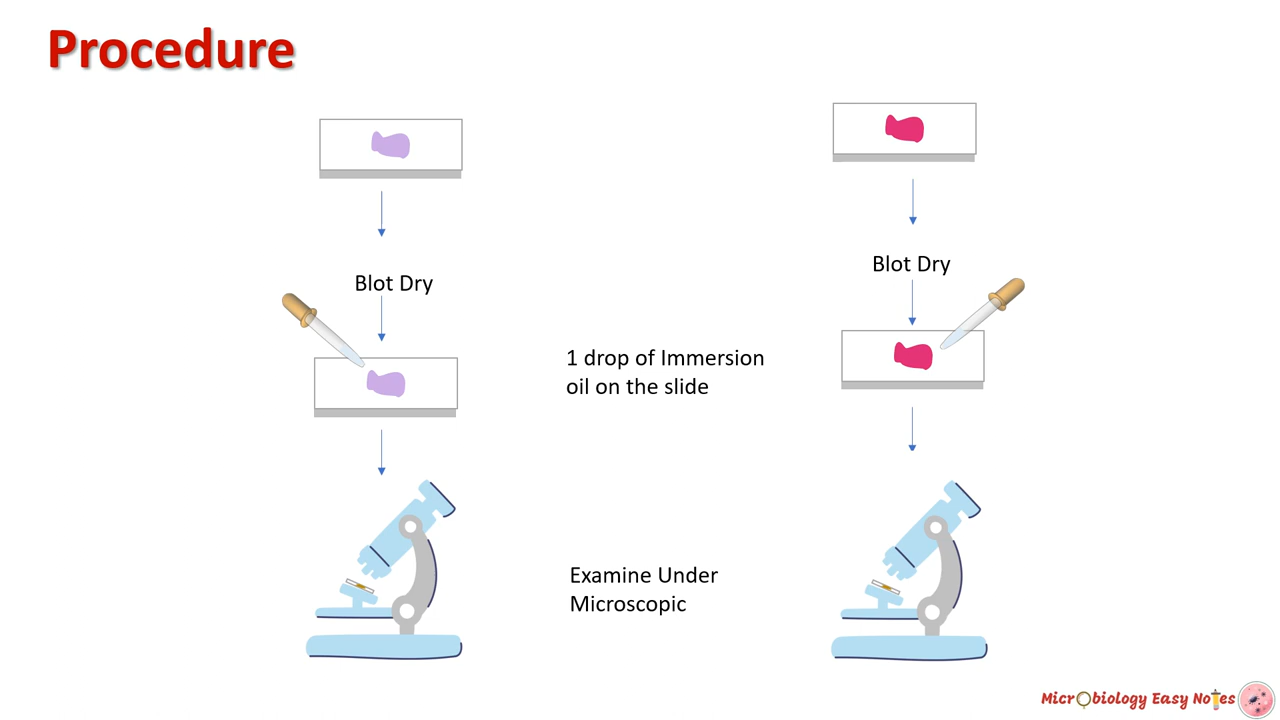 Procedure
Blot Dry
Blot Dry
1 drop of Immersion
oil on the slide
Examine Under
Microscopic
Microbiology Easy Notes